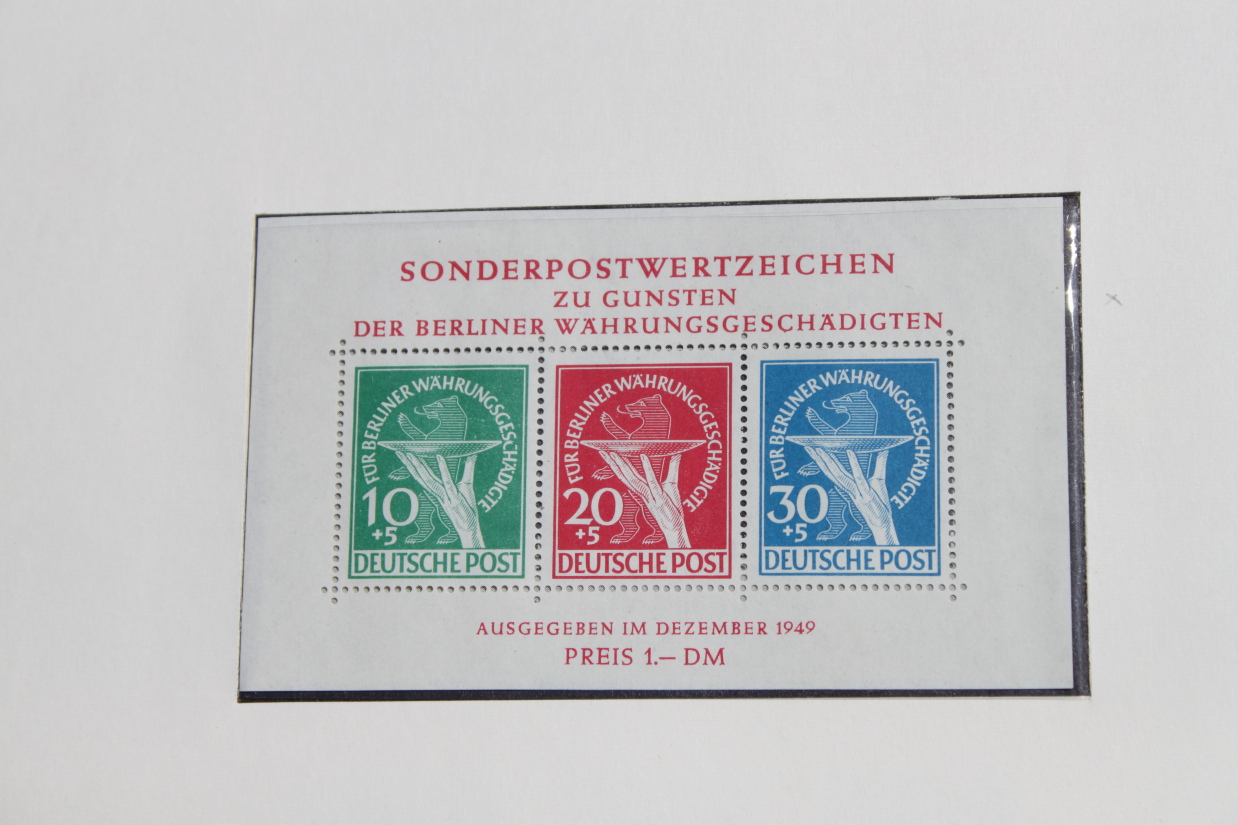 SONDERPOSTWERTZEICHEN
ZU GUNSTEN
DER BERLINER WÄHRUNGSGESCHÄDIGTEN
FÜR BERLINER WÄHRUNGSGESCHÄDIGTE
10
+5
DEUTSCHE POST
FÜR BERLINER WÄHRUNGSGESCHÄDIGTE
20
+5
DEUTSCHE POST
FÜR BERLINER WÄHRUNGSGESCHÄDIGTE
30
+5
DEUTSCHE POST
AUSGEGEBEN IM DEZEMBER 1949
PREIS 1.— DM